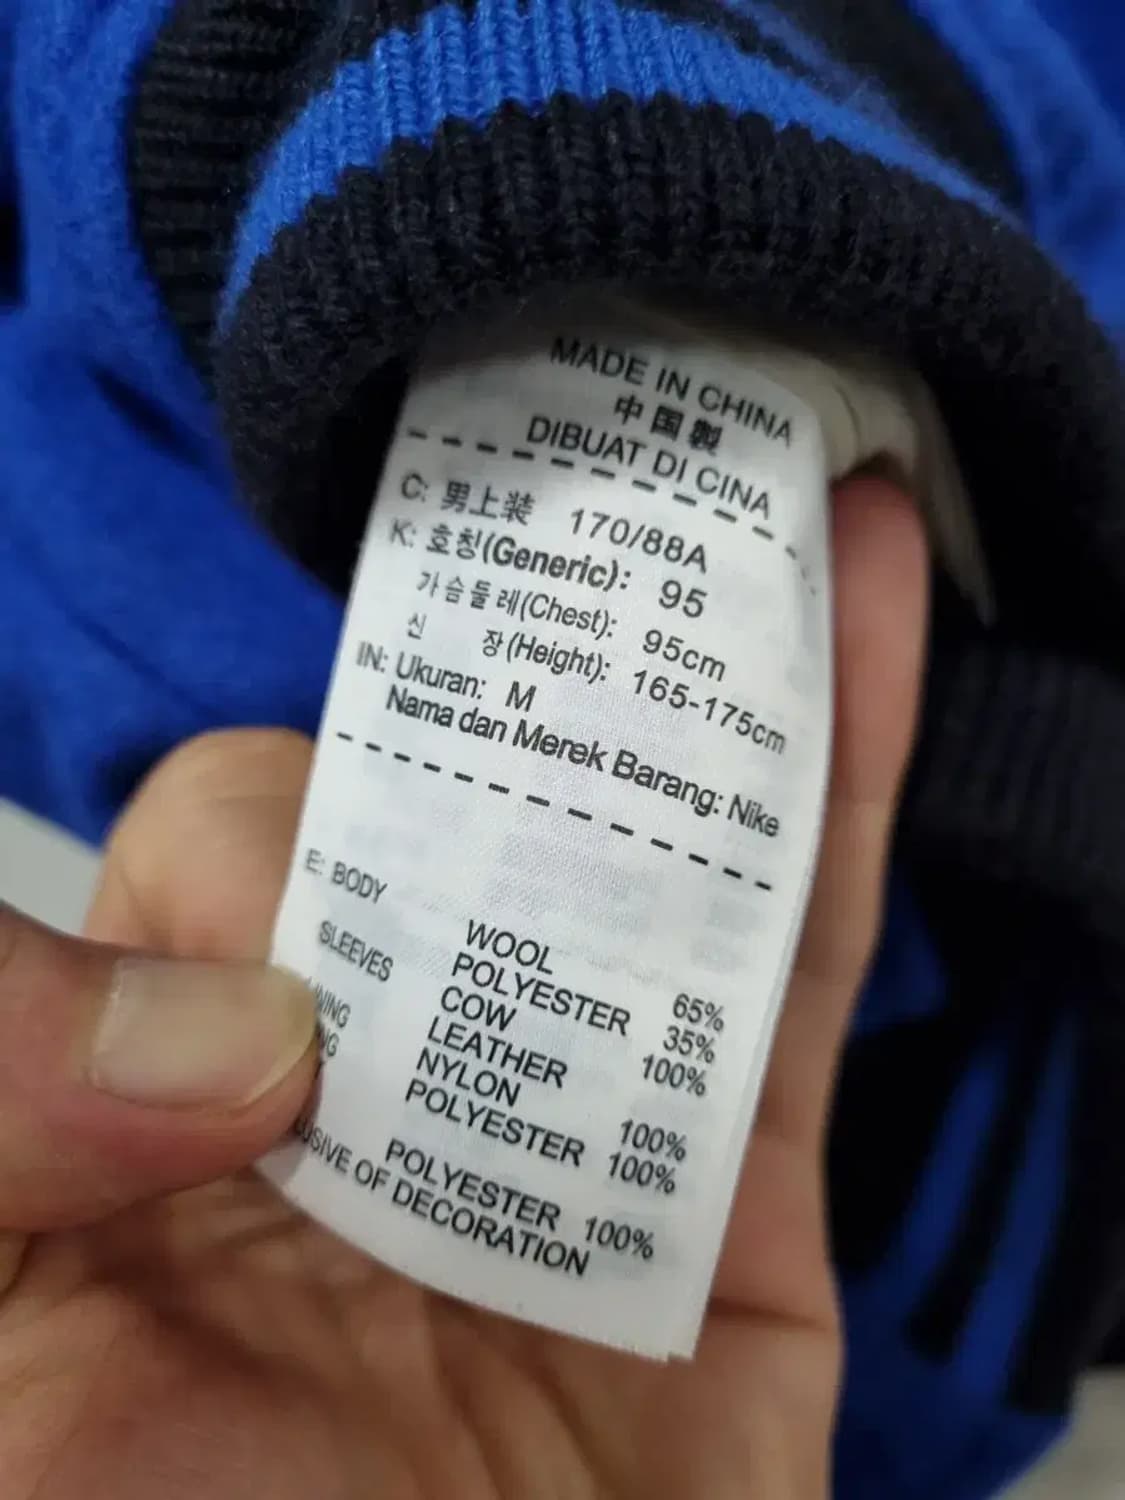 MADE IN CHINA
中国製
DIBUAT DI CINA
C: 男上装 170/88A
K: 호칭(Generic): 95
가슴둘레(Chest): 95cm
신 장(Height): 165-175cm
IN: Ukuran: M
Nama dan Merek Barang: Nike
E: BODY WOOL 65%
POLYESTER 35%
SLEEVES COW 100%
LEATHER
NYLON 100%
POLYESTER 100%
POLYESTER 100%
OF DECORATION